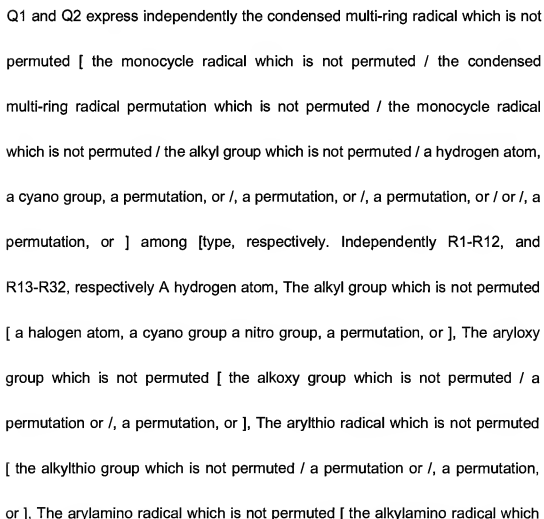 Q1 and Q2 express independently the condensed multi-ring radical which is not
permuted [ the monocycle radical which is not permuted / the condensed
multi-ring radical permutation which is not permuted / the monocycle radical
which is not permuted / the alkyl group which is not permuted / a hydrogen atom,
a cyano group, a permutation, or /, a permutation, or /, a permutation, or / or /, a
permutation, or ] among [type, respectively. Independently R1-R12, and
R13-R32, respectively A hydrogen atom, The alkyl group which is not permuted
[ a halogen atom, a cyano group a nitro group, a permutation, or ], The aryloxy
group which is not permuted [ the alkoxy group which is not permuted / a
permutation or /, a permutation, or ], The arylthio radical which is not permuted
[ the alkylthio group which is not permuted / a permutation or /, a permutation,
or ], The arylamino radical which is not permuted [ the alkylamino radical which